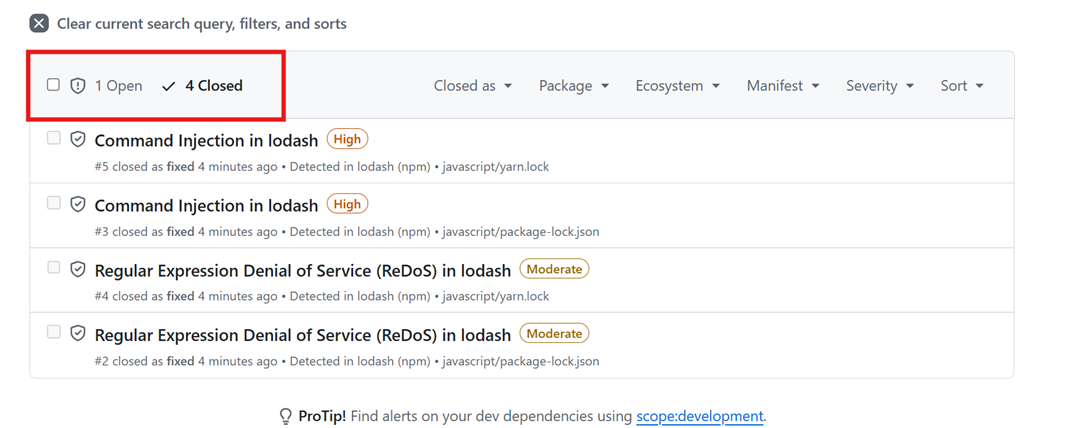 Clear current search query, filters, and sorts
1 Open 4 Closed Closed as Package Ecosystem Manifest Severity Sort
Command Injection in lodash High
#5 closed as fixed 4 minutes ago • Detected in lodash (npm) • javascript/yarn.lock
Command Injection in lodash High
#3 closed as fixed 4 minutes ago • Detected in lodash (npm) • javascript/package-lock.json
Regular Expression Denial of Service (ReDoS) in lodash Moderate
#4 closed as fixed 4 minutes ago • Detected in lodash (npm) • javascript/yarn.lock
Regular Expression Denial of Service (ReDoS) in lodash Moderate
#2 closed as fixed 4 minutes ago • Detected in lodash (npm) • javascript/package-lock.json
ProTip! Find alerts on your dev dependencies using scope:development.